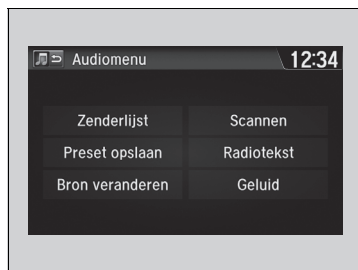 Audiomenu 12:34
Zenderlijst Scannen
Preset opslaan Radiotekst
Bron veranderen Geluid